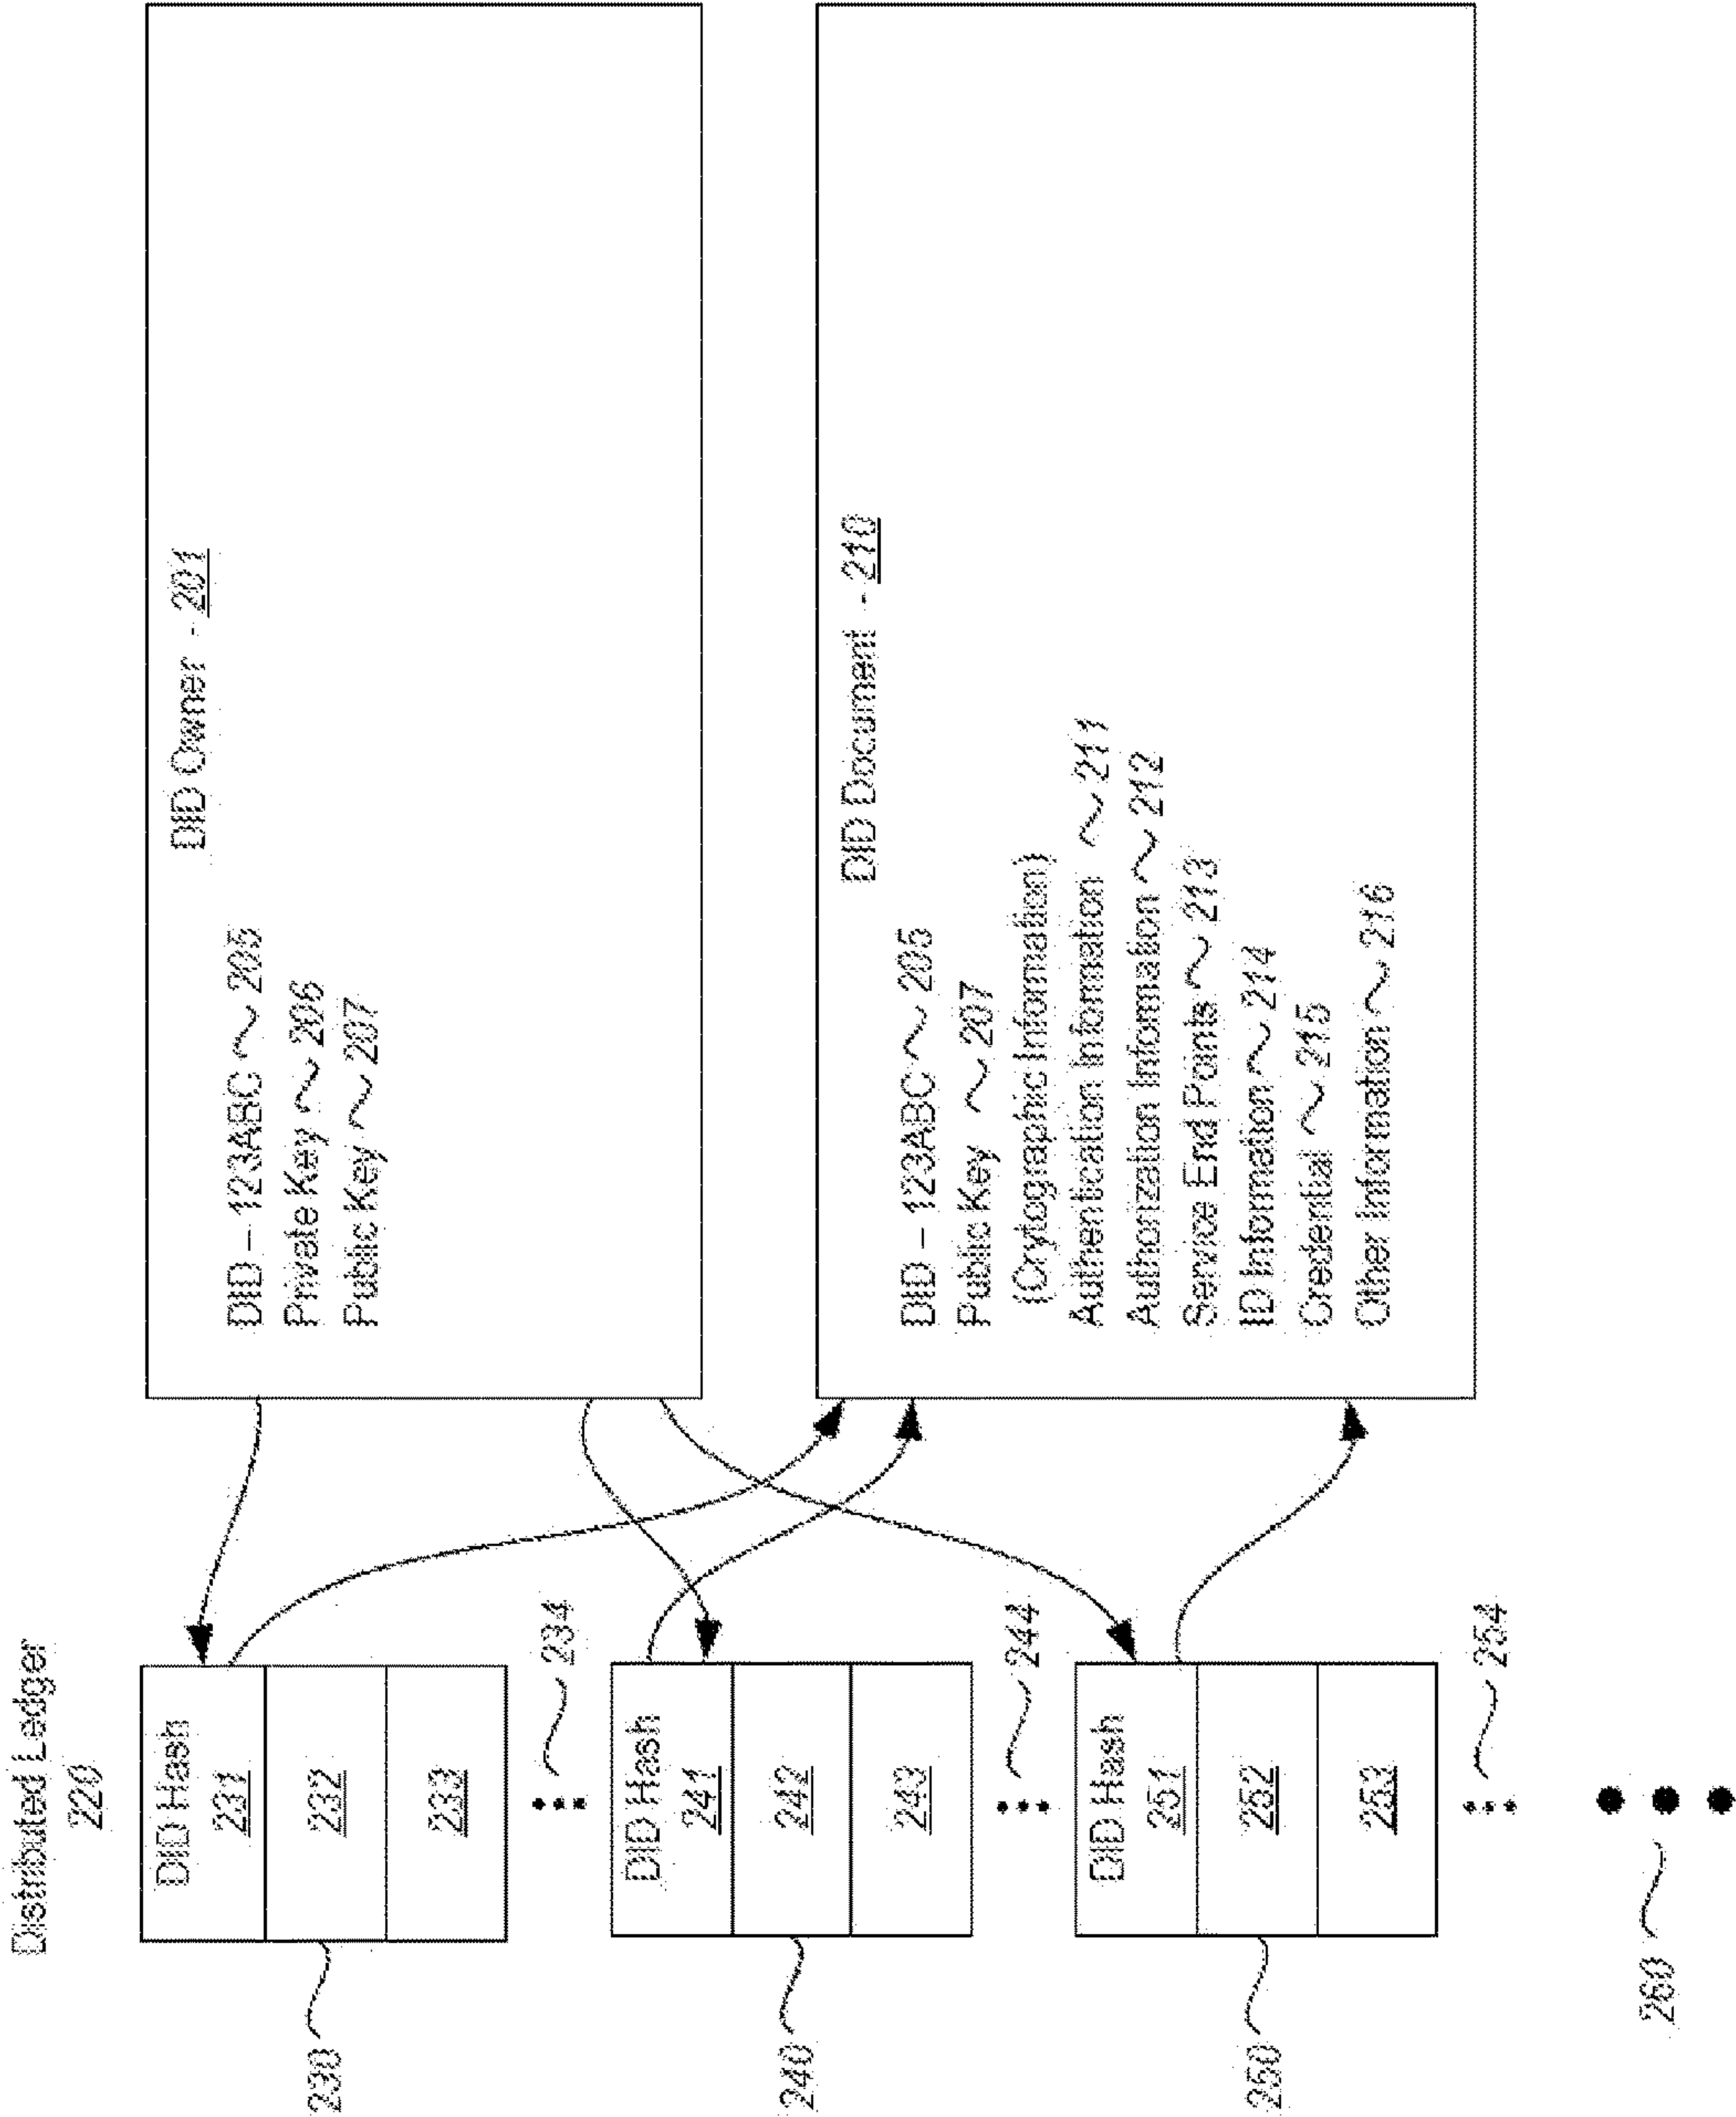 Distributed Ledger
220
DID Hash
231
232
233
234
230
DID Hash
241
242
243
244
240
DID Hash
251
252
253
254
250
260
DID Owner - 201
DID – 123ABC ~ 205
Private Key ~ 206
Public Key ~ 207
DID Document - 210
DID – 123ABC ~ 205
Public Key ~ 207
(Crytographic Information)
Authentication Information ~ 211
Authorization Information ~ 212
Service End Points ~ 213
ID Information ~ 214
Credential ~ 215
Other Information ~ 216